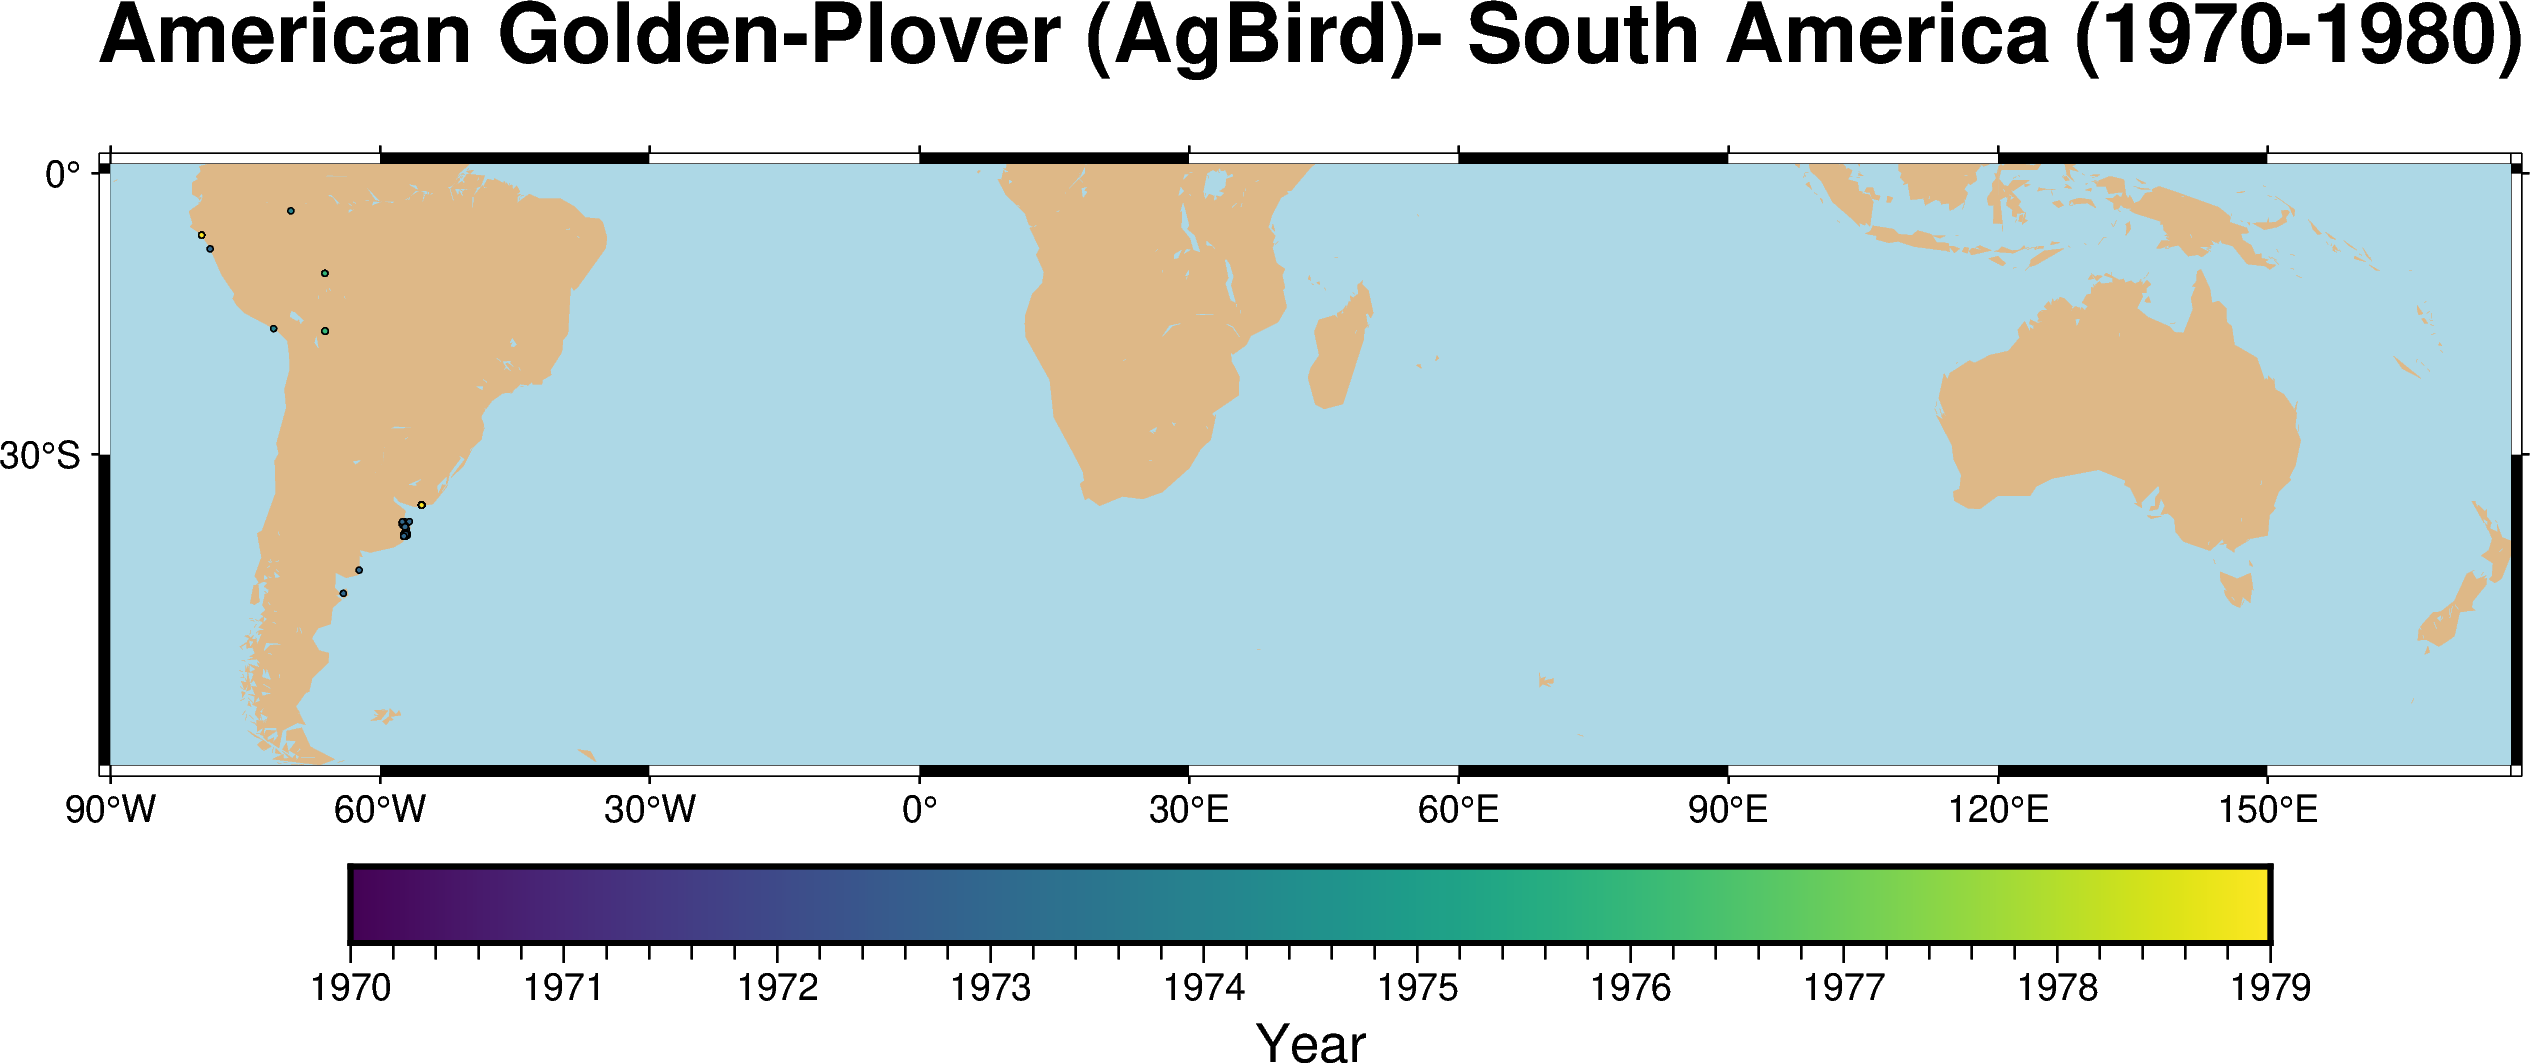 American Golden-Plover (AgBird)- South America (1970-1980)
0°
30°S
90°W 60°W 30°W 0° 30°E 60°E 90°E 120°E 150°E
1970 1971 1972 1973 1974 1975 1976 1977 1978 1979
Year